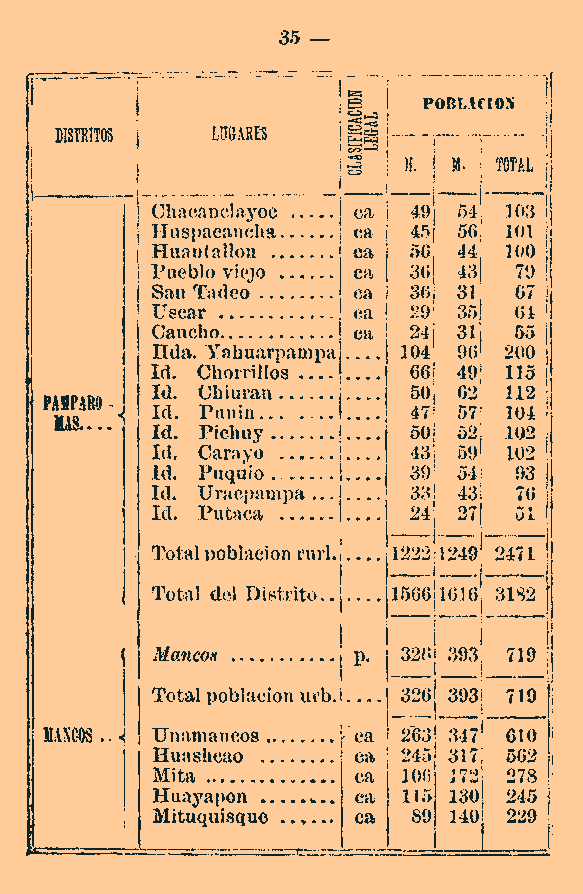 35 —
DISTRITOS LUGARES CLASIFICACION LEGAL POBLACION
H. M. TOTAL
Chacanclayoc ..... ca 49 54 103
Huspacancha...... ca 45 56 101
Huantallon ....... ca 56 44 100
Pueblo viejo ...... ca 36 43 79
San Tadeo ........ ca 36 31 67
Uscar ............ ca 29 35 64
Cancho............ ca 24 31 55
Hda. Yahuarpampa .... 104 96 200
Id. Chorrillos .... .... 66 49 115
Id. Chiuran ...... .... 50 62 112
PAMPARO-
MAS.....
Id. Punin... .... .... 47 57 104
Id. Pichuy ....... .... 50 52 102
Id. Carayo ...... .... 43 59 102
Id. Puquio ....... .... 39 54 93
Id. Uracpampa ... .... 33 43 76
Id. Putaca ...... .... 24 27 51
Total poblacion rurl. .... 1222 1249 2471
Total del Distrito.. .... 1566 1616 3182
Mancos ........... p. 326 393 719
Total poblacion urb. .... 326 393 719
MANCOS .. Unamancos ....... ca 263 347 610
Huashcao ........ ca 245 317 562
Mita ............. ca 106 172 278
Huayapon ........ ca 115 130 245
Mituquisque ...... ca 89 140 229